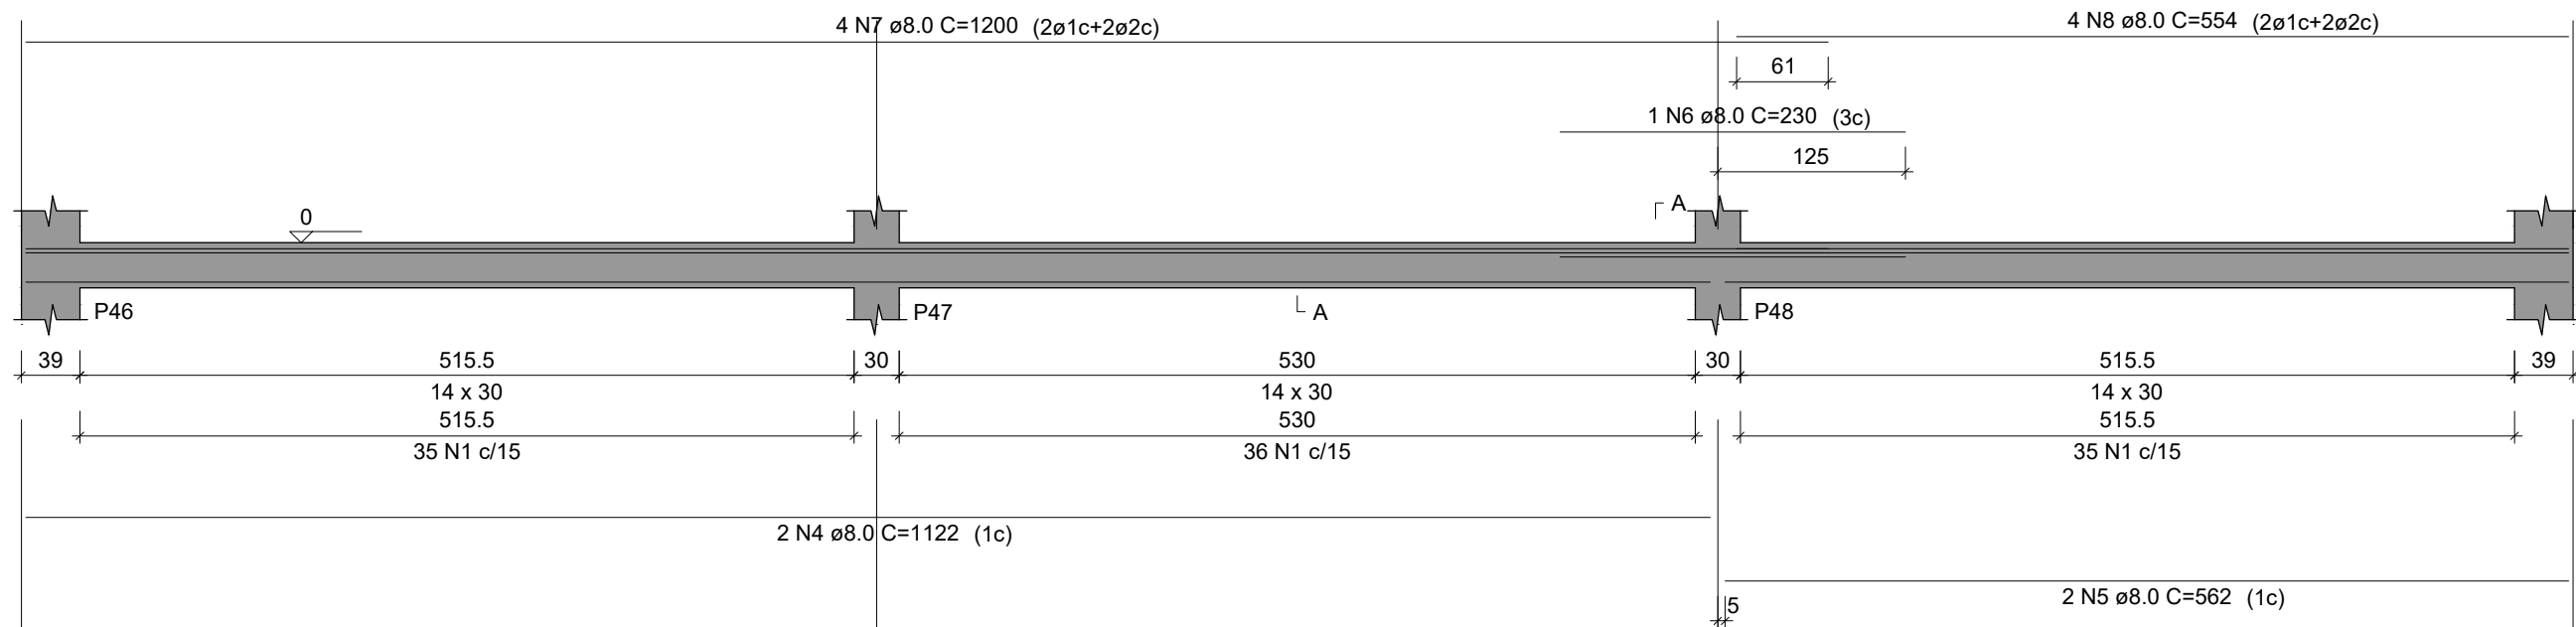 4 N7 ø8.0 C=1200 (2ø1c+2ø2c)
4 N8 ø8.0 C=554 (2ø1c+2ø2c)
61
1 N6 ø8.0 C=230 (3c)
125
A
0
P46
P47
A
P48
39
515.5
30
530
30
515.5
39
14 x 30
14 x 30
14 x 30
515.5
530
515.5
35 N1 c/15
36 N1 c/15
35 N1 c/15
2 N4 ø8.0 C=1122 (1c)
2 N5 ø8.0 C=562 (1c)
5